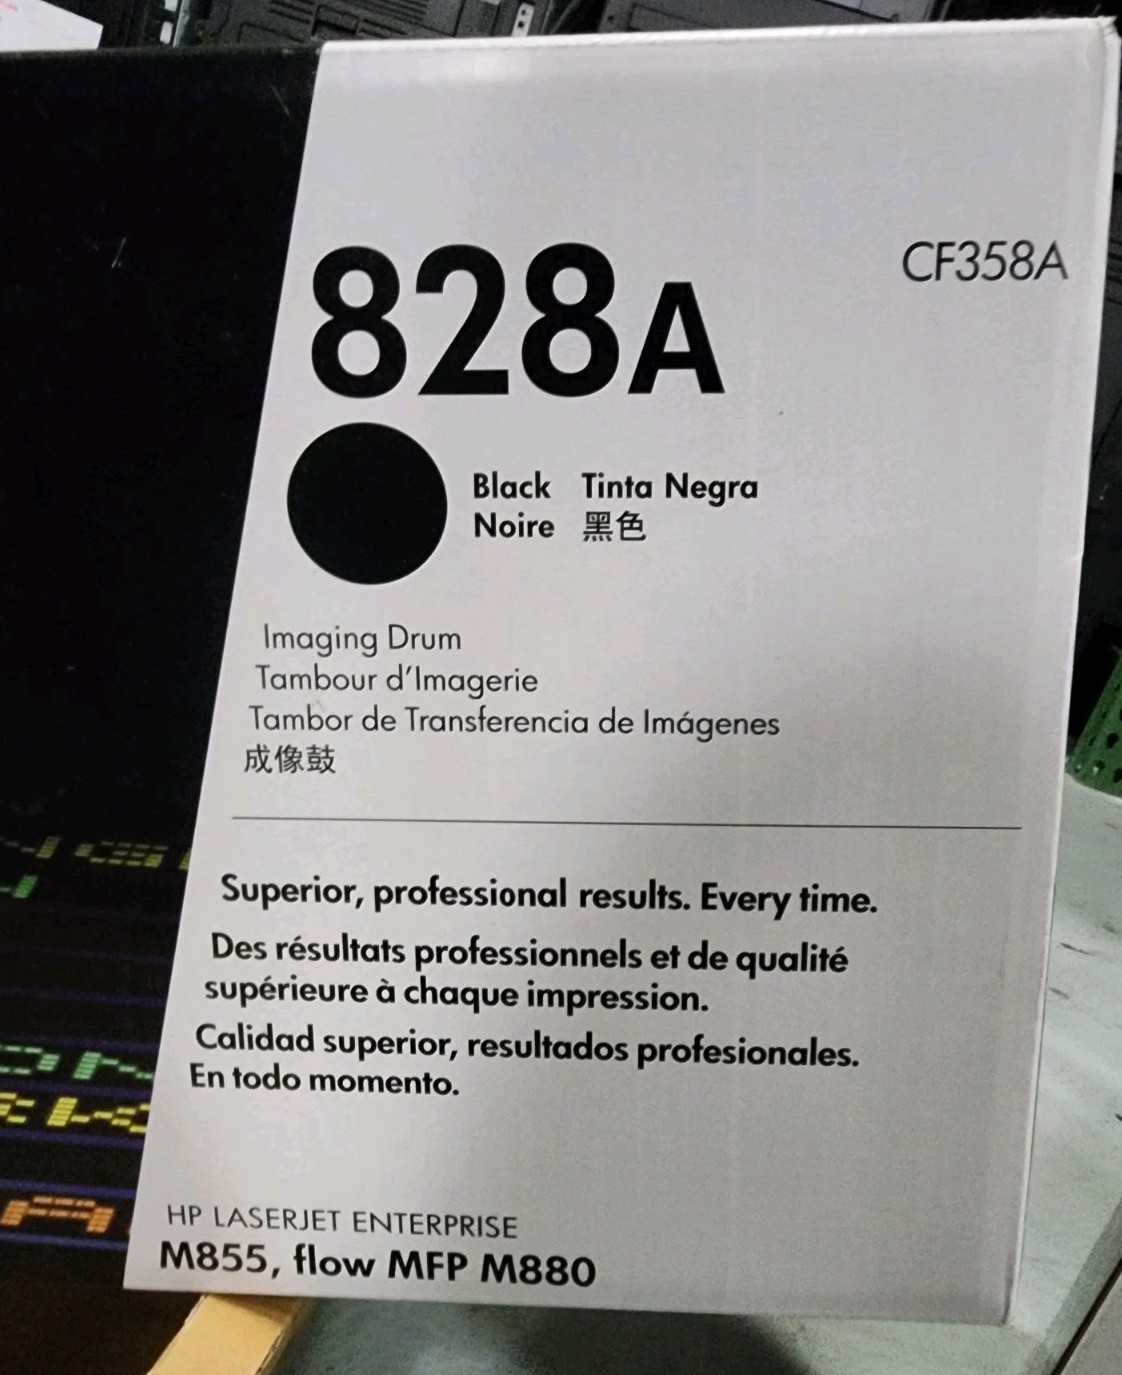 828A
CF358A
Black Tinta Negra
Noire 黑色
Imaging Drum
Tambour d'Imagerie
Tambor de Transferencia de Imágenes
成像鼓
Superior, professional results. Every time.
Des résultats professionnels et de qualité
supérieure à chaque impression.
Calidad superior, resultados profesionales.
En todo momento.
HP LASERJET ENTERPRISE
M855, flow MFP M880